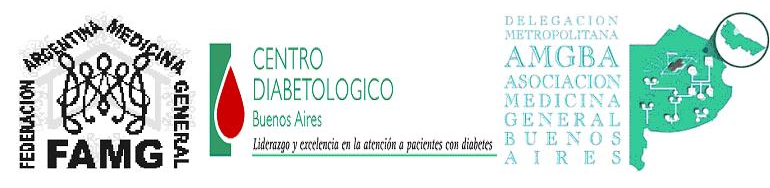 FEDERACION ARGENTINA MEDICINA GENERAL
FAMG
CENTRO
DIABETOLOGICO
Buenos Aires
Liderazgo y excelencia en la atención a pacientes con diabetes
DELEGACION
METROPOLITANA
AMGBA
ASOCIACION
MEDICINA
GENERAL
BUENOS
AIRES